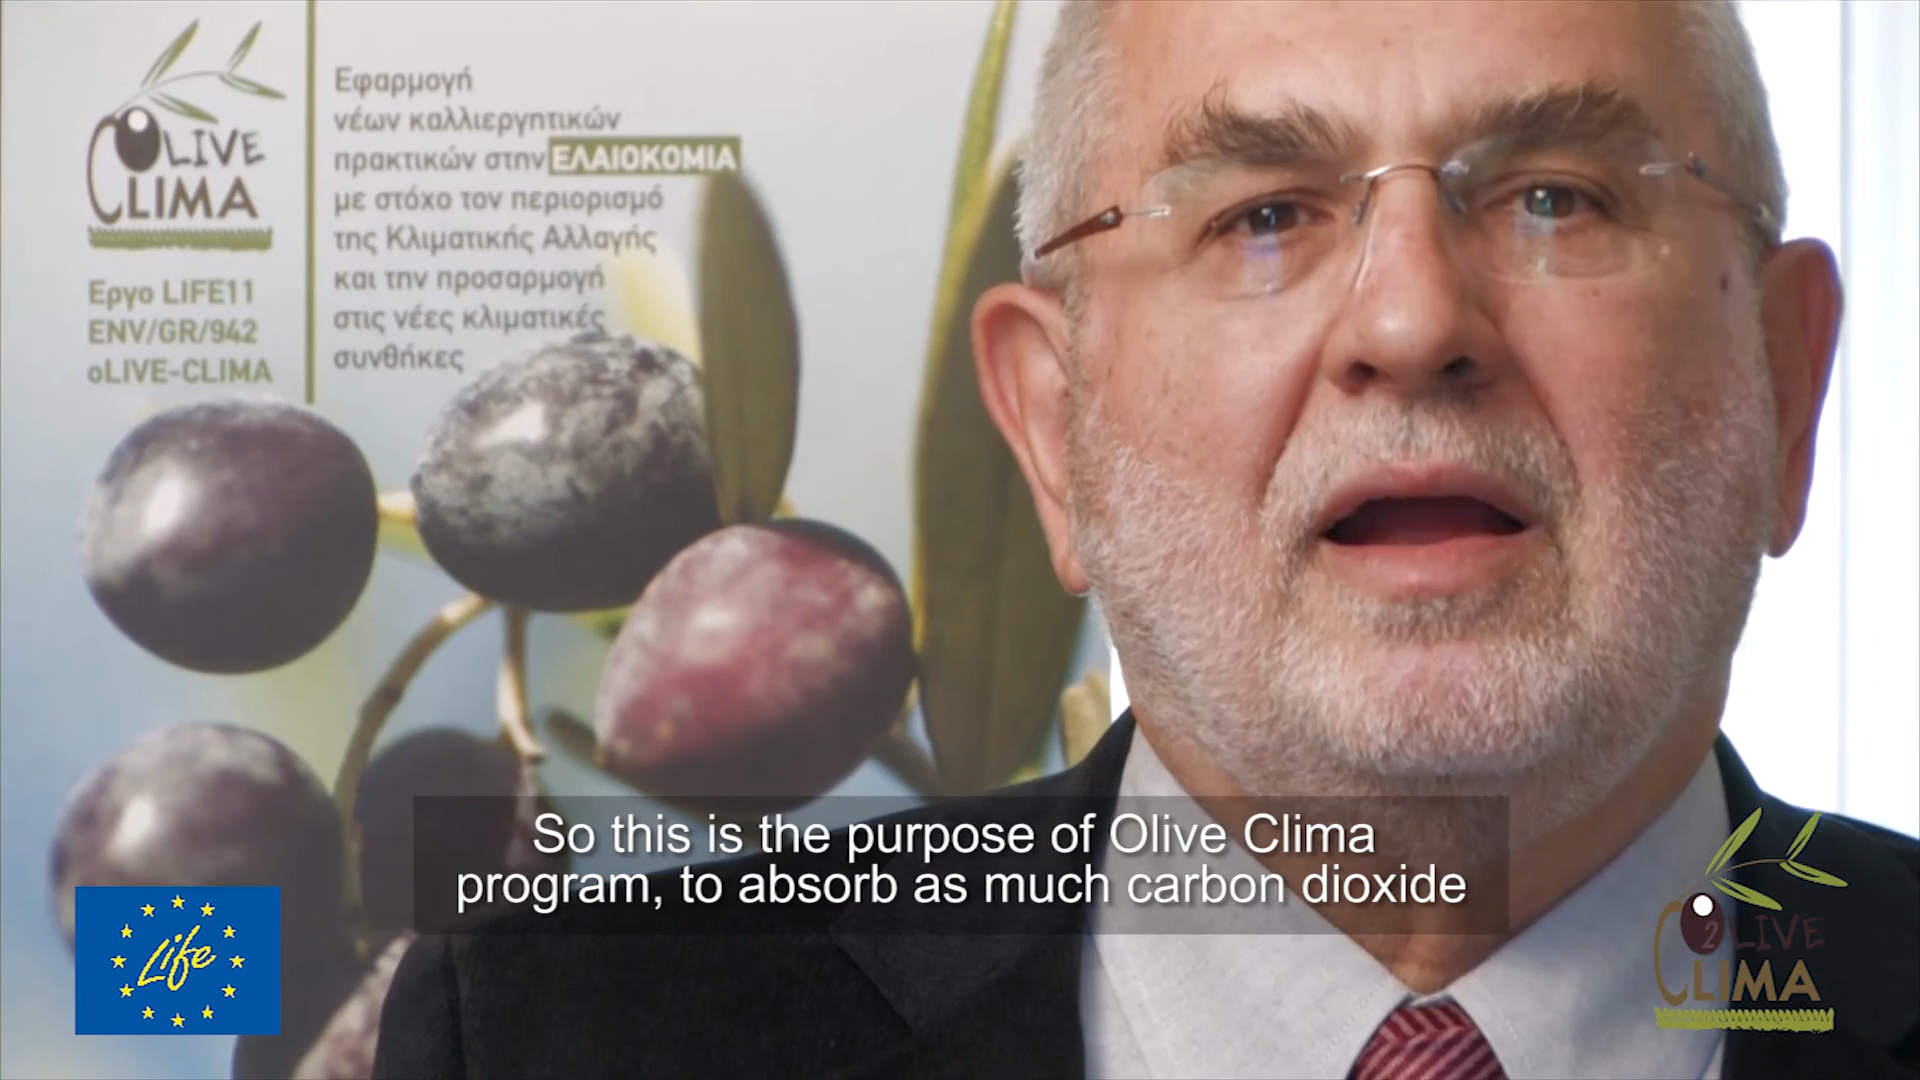 OLIVE
CLIMA
Εργο LIFE11
ENV/GR/942
oLIVE-CLIMA
Εφαρμογή
νέων καλλιεργητικών
πρακτικών στην ΕΛΑΙΟΚΟΜΙΑ
με στόχο τον περιορισμό
της Κλιματικής Αλλαγής
και την προσαρμογή
στις νέες κλιματικές
συνθήκες
So this is the purpose of Olive Clima
program, to absorb as much carbon dioxide
Life
O2LIVE
CLIMA